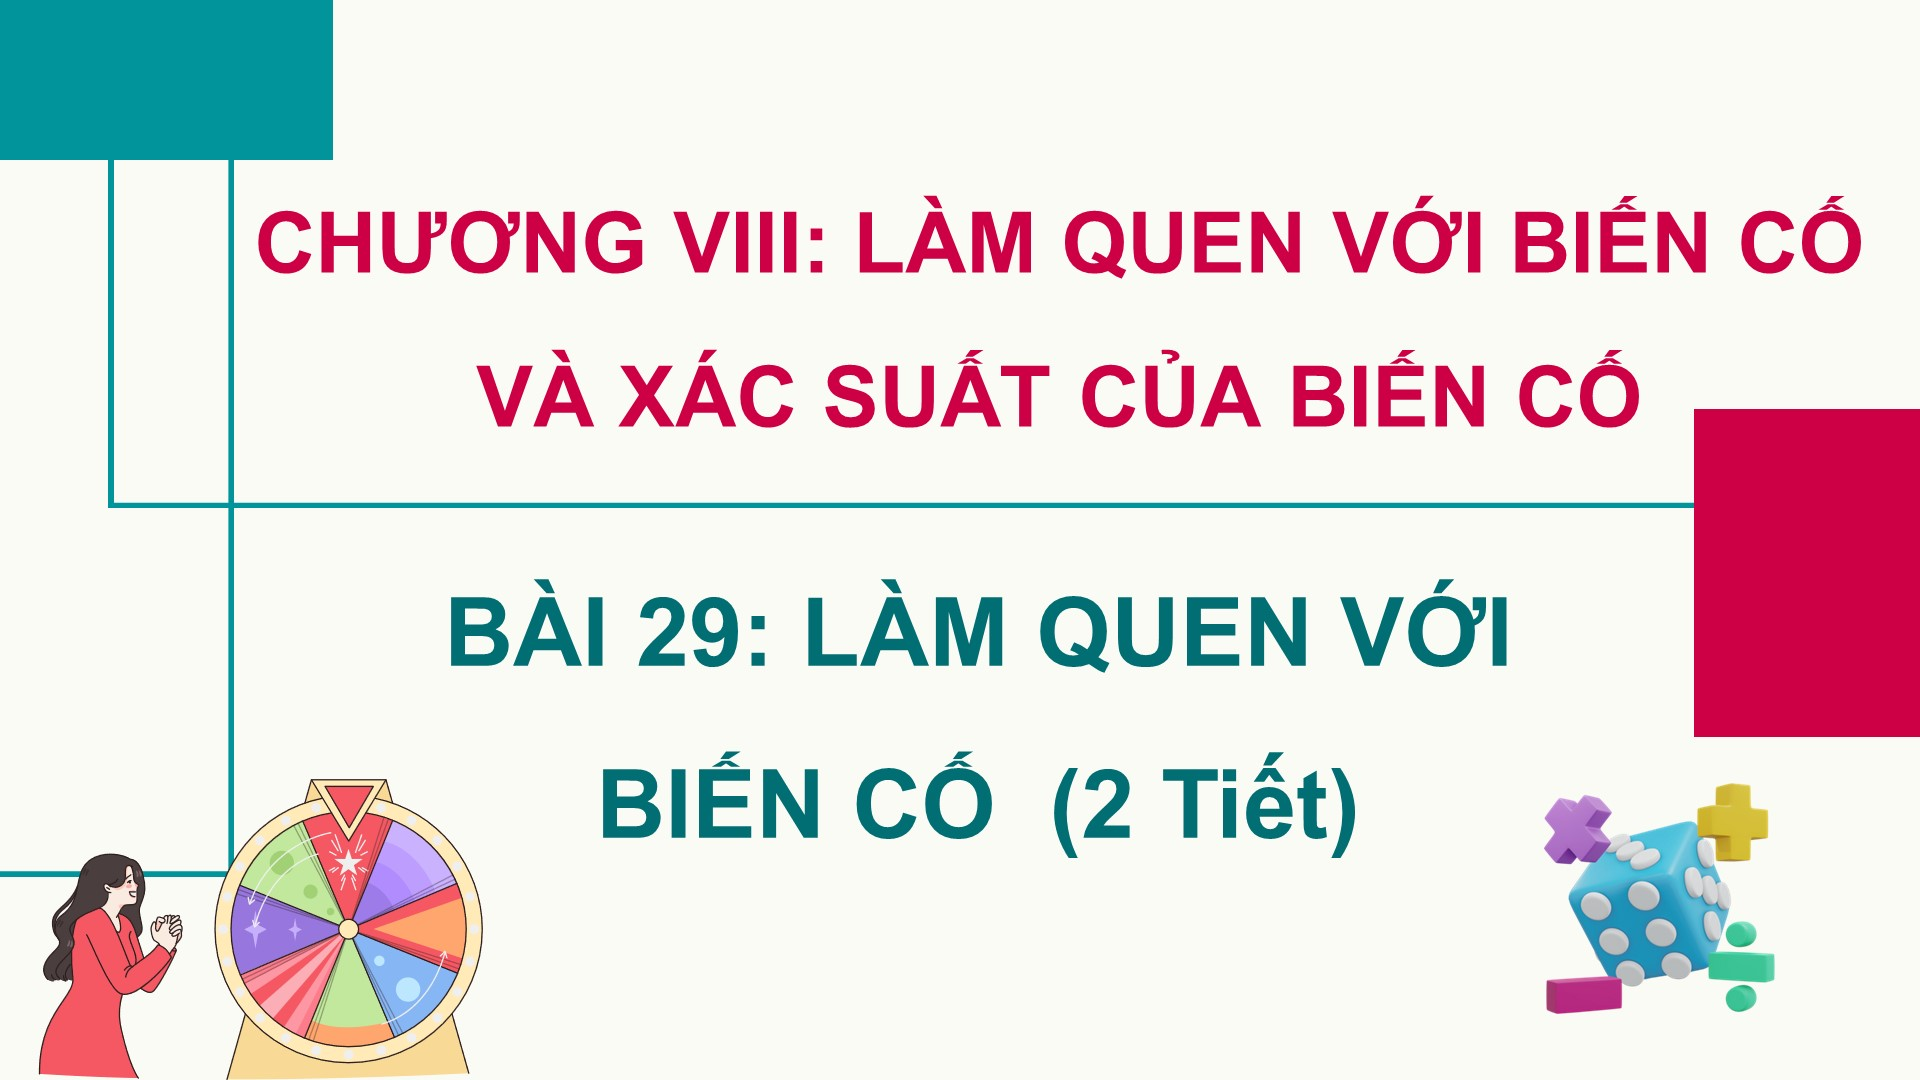 CHƯƠNG VIII: LÀM QUEN VỚI BIẾN CỐ
VÀ XÁC SUẤT CỦA BIẾN CỐ
BÀI 29: LÀM QUEN VỚI
BIẾN CỐ (2 Tiết)